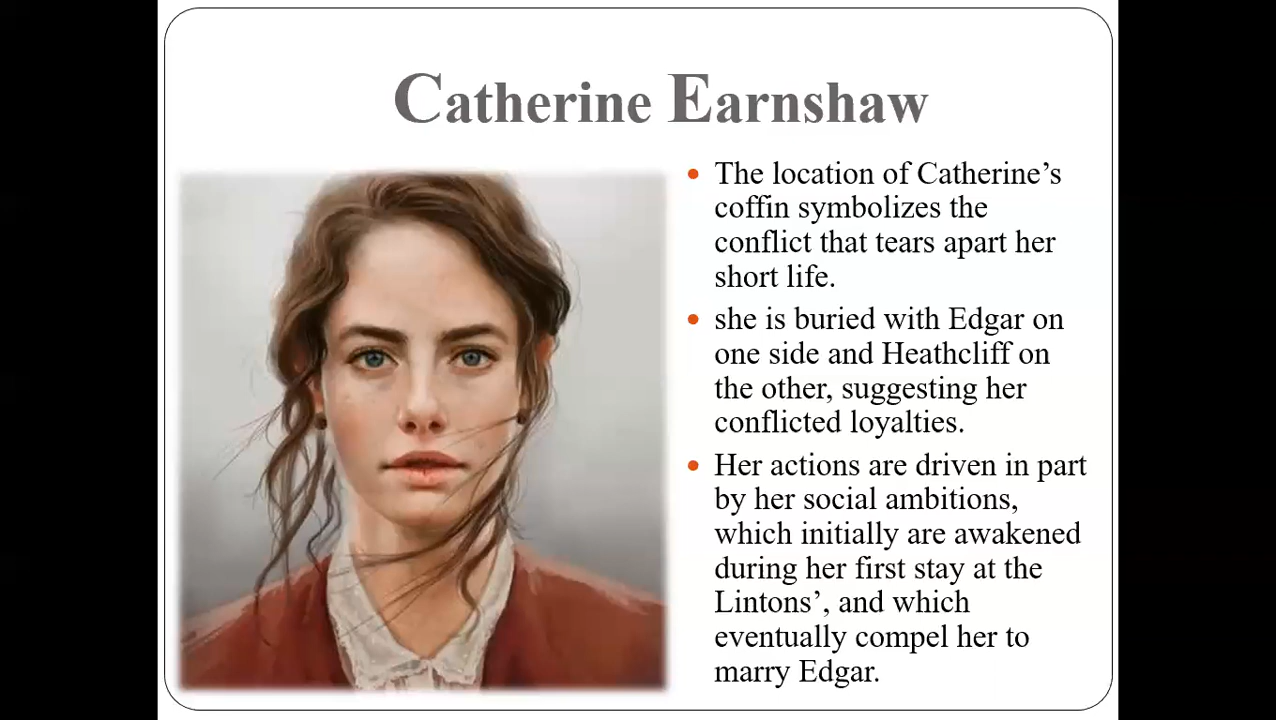 Catherine Earnshaw
The location of Catherine’s
coffin symbolizes the
conflict that tears apart her
short life.
she is buried with Edgar on
one side and Heathcliff on
the other, suggesting her
conflicted loyalties.
Her actions are driven in part
by her social ambitions,
which initially are awakened
during her first stay at the
Lintons’, and which
eventually compel her to
marry Edgar.